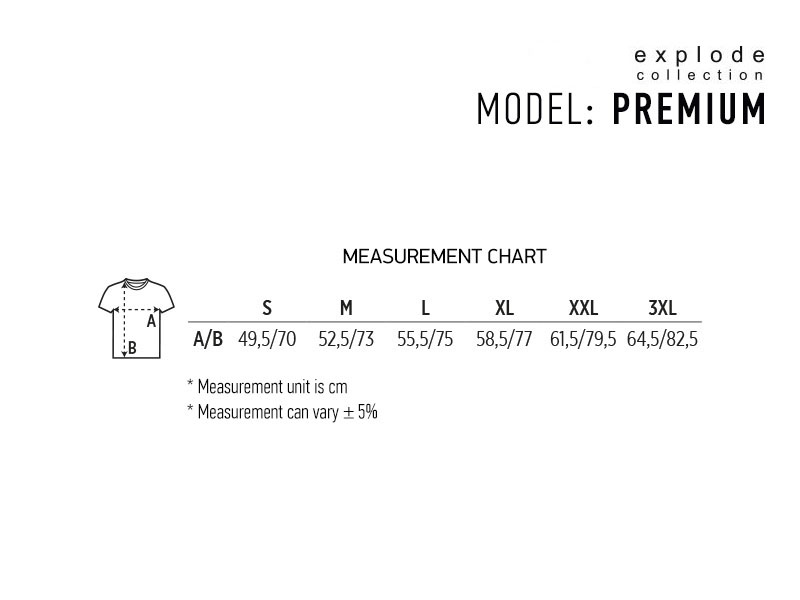 explode
collection
MODEL: PREMIUM
MEASUREMENT CHART
S M L XL XXL 3XL
A/B 49,5/70 52,5/73 55,5/75 58,5/77 61,5/79,5 64,5/82,5
A
B
* Measurement unit is cm
* Measurement can vary ± 5%